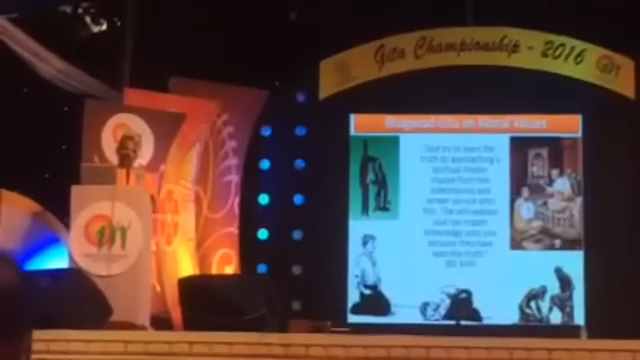 Gita Championship - 2016
Bhagavad-Gita on Moral Values
"Just try to learn the
truth by approaching a
spiritual master.
Inquire from him
submissively and
render service unto
him. The self-realized
soul can impart
knowledge unto you
because they have
seen the truth."